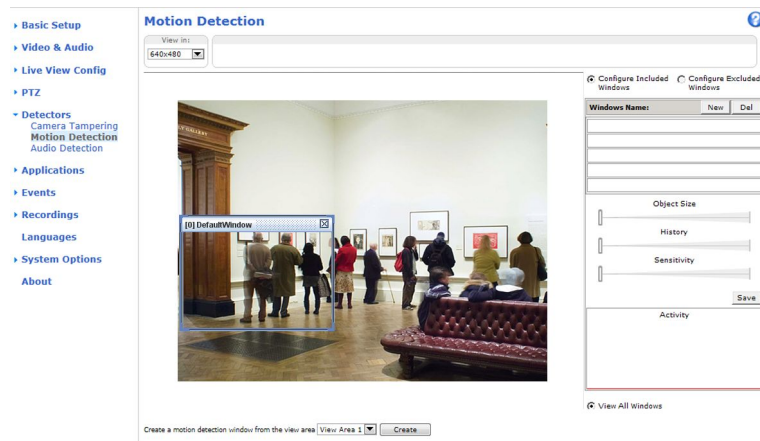 Basic Setup
Video & Audio
Live View Config
PTZ
Detectors
Camera Tampering
Motion Detection
Audio Detection
Applications
Events
Recordings
Languages
System Options
About
Motion Detection
?
View in:
640x480
Configure Included Windows
Configure Excluded Windows
Windows Name:
New
Del
Object Size
History
Sensitivity
Save
Activity
View All Windows
GALLERY
[0] DefaultWindow
Create a motion detection window from the view area
View Area 1
Create